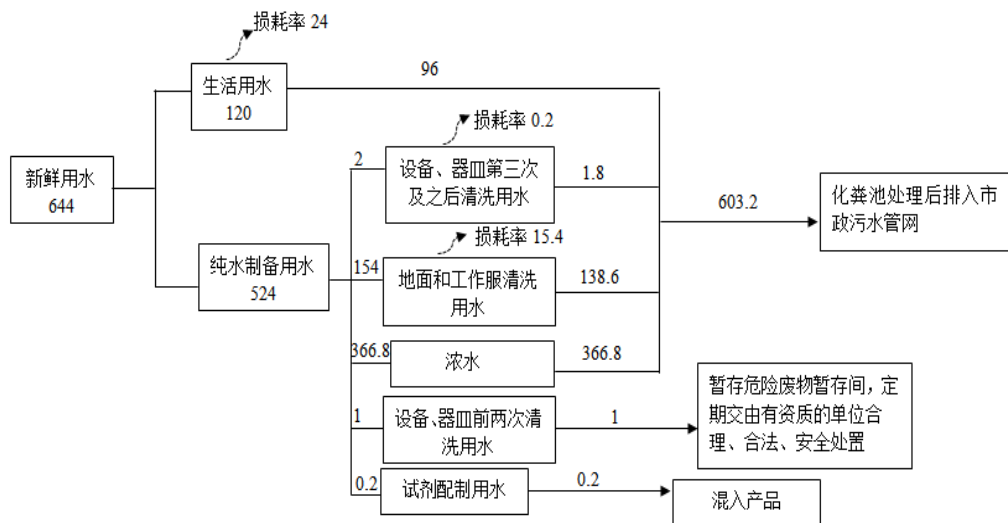 损耗率 24
生活用水
120
96
损耗率 0.2
2
设备、器皿第三次
及之后清洗用水
1.8
新鲜用水
644
603.2
化粪池处理后排入市
政污水管网
损耗率 15.4
纯水制备用水
524
154
地面和工作服清洗
用水
138.6
366.8
浓水
366.8
暂存危险废物暂存间，定
期交由有资质的单位合
理、合法、安全处置
1
设备、器皿前两次清
洗用水
1
0.2
试剂配制用水
0.2
混入产品